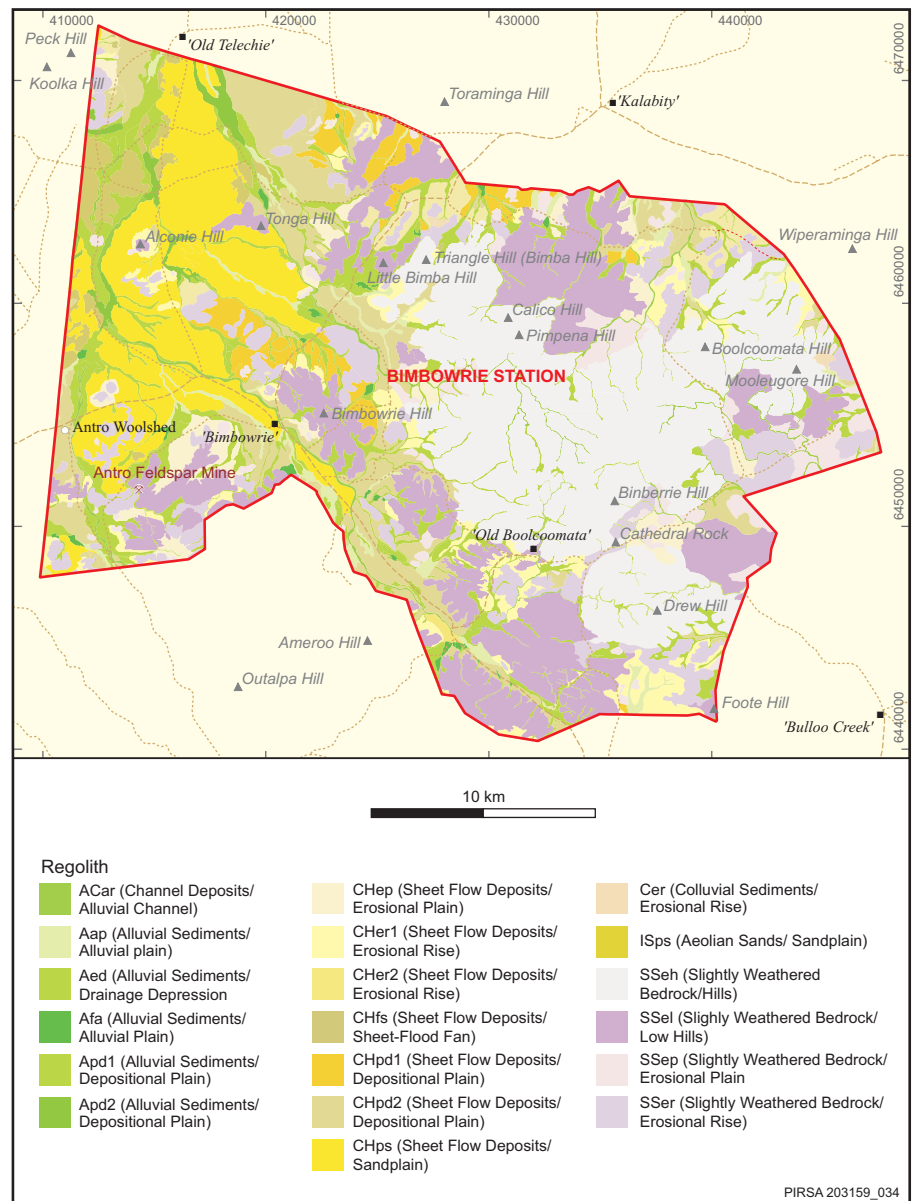 410000
420000
430000
440000
6470000
6460000
6450000
6440000
Peck Hill
Koolka Hill
'Old Telechie'
Toraminga Hill
'Kalabity'
Tonga Hill
Alconie Hill
Triangle Hill (Bimba Hill)
Little Bimba Hill
Wiperaminga Hill
Calico Hill
Pimpena Hill
Boolcoomata Hill
Mooleugore Hill
BIMBOWRIE STATION
Bimbowrie Hill
Antro Woolshed
'Bimbowrie'
Antro Feldspar Mine
Binberrie Hill
'Old Boolcoomata'
Cathedral Rock
Drew Hill
Ameroo Hill
Outalpa Hill
Foote Hill
'Bulloo Creek'
10 km
Regolith
ACar (Channel Deposits/
Alluvial Channel)
Aap (Alluvial Sediments/
Alluvial plain)
Aed (Alluvial Sediments/
Drainage Depression
Afa (Alluvial Sediments/
Alluvial Plain)
Apd1 (Alluvial Sediments/
Depositional Plain)
Apd2 (Alluvial Sediments/
Depositional Plain)
CHep (Sheet Flow Deposits/
Erosional Plain)
CHer1 (Sheet Flow Deposits/
Erosional Rise)
CHer2 (Sheet Flow Deposits/
Erosional Rise)
CHfs (Sheet Flow Deposits/
Sheet-Flood Fan)
CHpd1 (Sheet Flow Deposits/
Depositional Plain)
CHpd2 (Sheet Flow Deposits/
Depositional Plain)
CHps (Sheet Flow Deposits/
Sandplain)
Cer (Colluvial Sediments/
Erosional Rise)
ISps (Aeolian Sands/ Sandplain)
SSeh (Slightly Weathered
Bedrock/Hills)
SSel (Slighly Weathered Bedrock/
Low Hills)
SSep (Slightly Weathered Bedrock/
Erosional Plain
SSer (Slightly Weathered Bedrock/
Erosional Rise)
PIRSA 203159_034